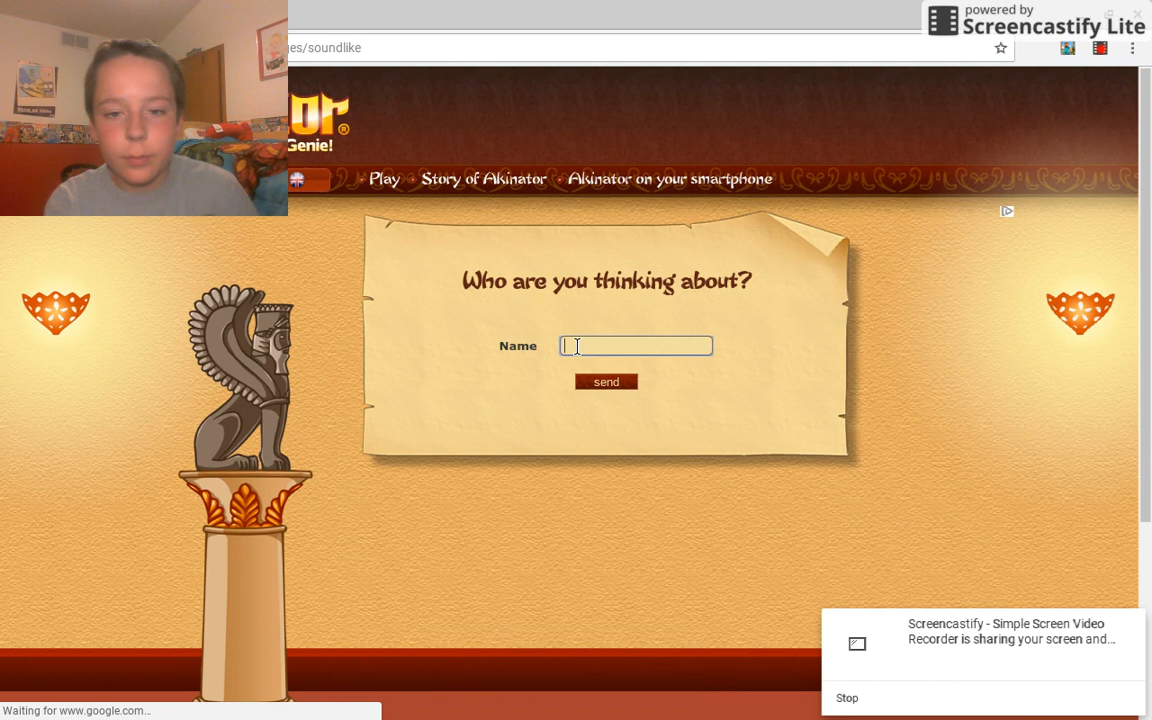 powered by
Screencastify Lite
es/soundlike
or®
Genie!
Play
Story of Akinator
Akinator on your smartphone
Who are you thinking about?
Name
send
Screencastify - Simple Screen Video
Recorder is sharing your screen and...
Stop
Waiting for www.google.com...